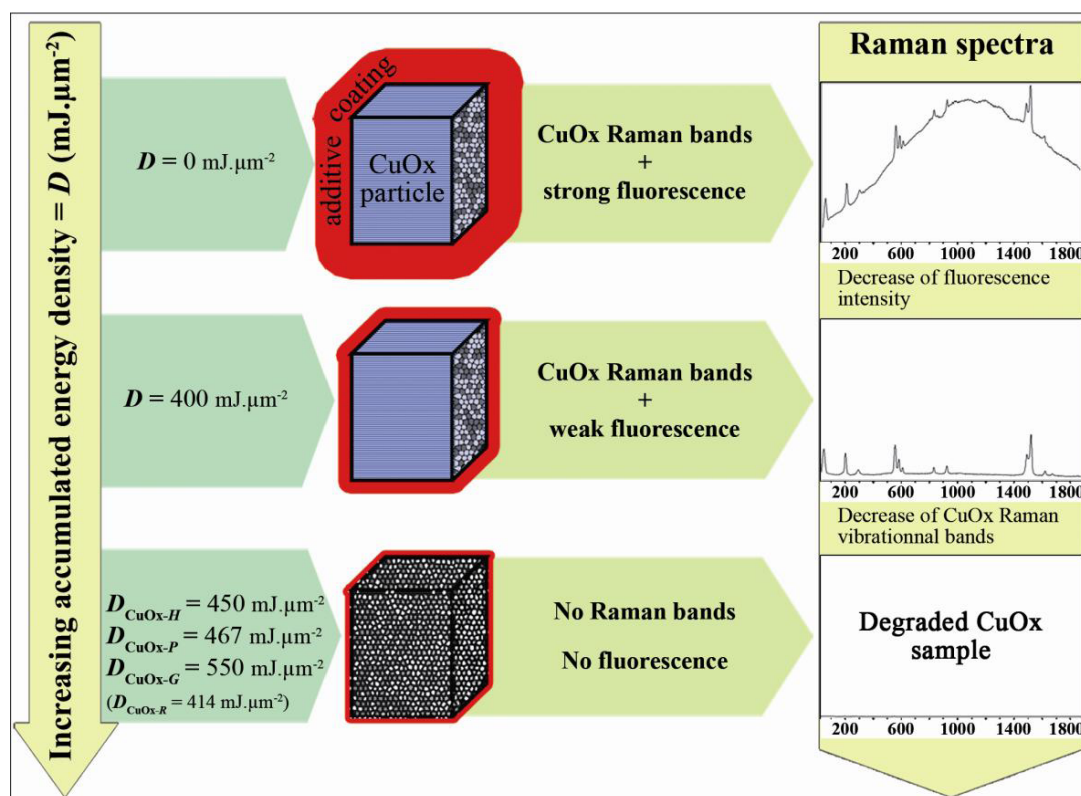 Increasing accumulated energy density = D (mJ.µm-2)
D = 0 mJ.µm-2
additive coating
CuOx
particle
CuOx Raman bands
+
strong fluorescence
Raman spectra
200 600 1000 1400 1800
Decrease of fluorescence
intensity
D = 400 mJ.µm-2
CuOx Raman bands
+
weak fluorescence
200 600 1000 1400 1800
Decrease of CuOx Raman
vibrationnal bands
DCuOx-H = 450 mJ.µm-2
DCuOx-P = 467 mJ.µm-2
DCuOx-G = 550 mJ.µm-2
(DCuOx-R = 414 mJ.µm-2)
No Raman bands
No fluorescence
Degraded CuOx
sample
200 600 1000 1400 1800